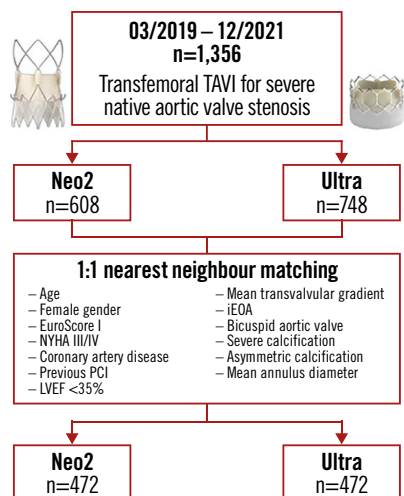 03/2019 – 12/2021
n=1,356
Transfemoral TAVI for severe
native aortic valve stenosis
Neo2
n=608
Ultra
n=748
1:1 nearest neighbour matching
– Age
– Female gender
– EuroScore I
– NYHA III/IV
– Coronary artery disease
– Previous PCI
– LVEF <35%
– Mean transvalvular gradient
– iEOA
– Bicuspid aortic valve
– Severe calcification
– Asymmetric calcification
– Mean annulus diameter
Neo2
n=472
Ultra
n=472